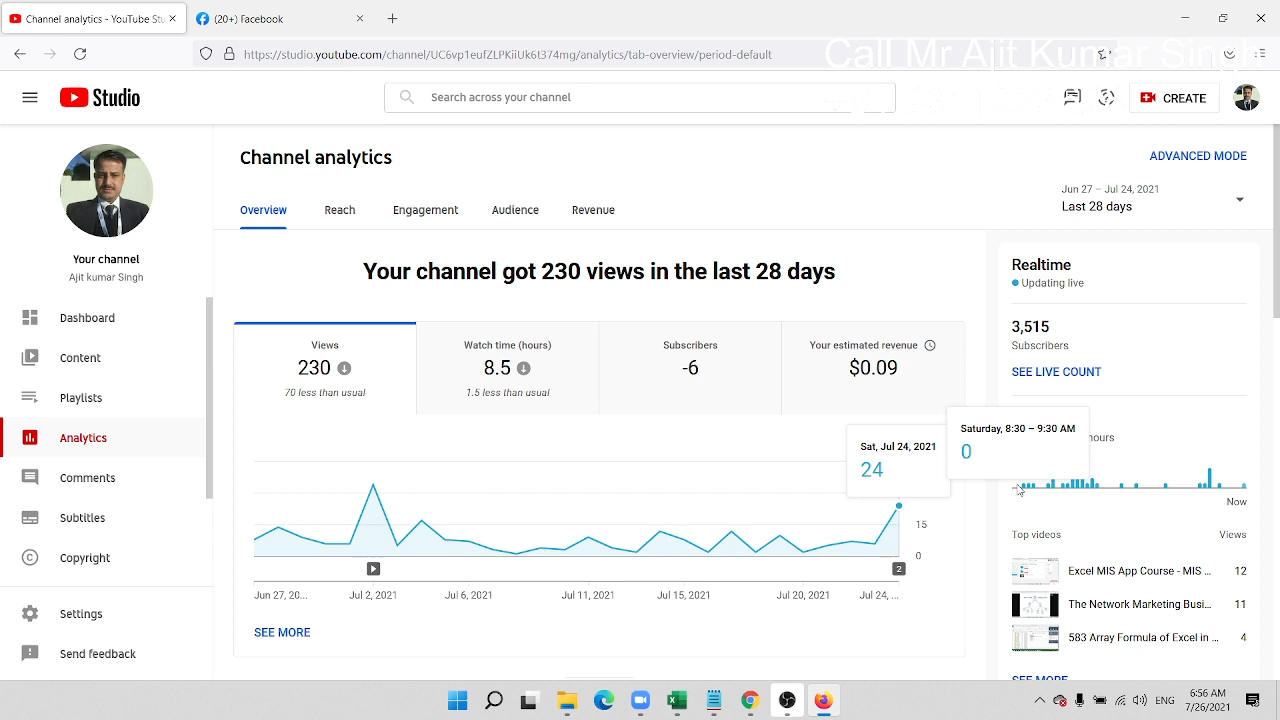 Channel analytics - YouTube Stu
(20+) Facebook
https://studio.youtube.com/channel/UC6vp1eufZLPKiiUk6t374mg/analytics/tab-overview/period-default
Call Mr Ajit Kumar Singh
Studio
Search across your channel
CREATE
Your channel
Ajit kumar Singh
Dashboard
Content
Playlists
Analytics
Comments
Subtitles
Copyright
Settings
Send feedback
Channel analytics
ADVANCED MODE
Overview
Reach
Engagement
Audience
Revenue
Jun 27 – Jul 24, 2021
Last 28 days
Your channel got 230 views in the last 28 days
Views
230
70 less than usual
Watch time (hours)
8.5
1.5 less than usual
Subscribers
-6
Your estimated revenue
$0.09
Sat, Jul 24, 2021
24
15
0
2
Jun 27, 20...
Jul 2, 2021
Jul 6, 2021
Jul 11, 2021
Jul 15, 2021
Jul 20, 2021
Jul 24, ...
SEE MORE
Realtime
Updating live
3,515
Subscribers
SEE LIVE COUNT
Saturday, 8:30 – 9:30 AM
0
hours
Now
Top videos
Views
Excel MIS App Course - MIS ...
12
The Network Marketing Busi...
11
583 Array Formula of Excel in ...
4
SEE MORE
6:56 AM
7/26/2021